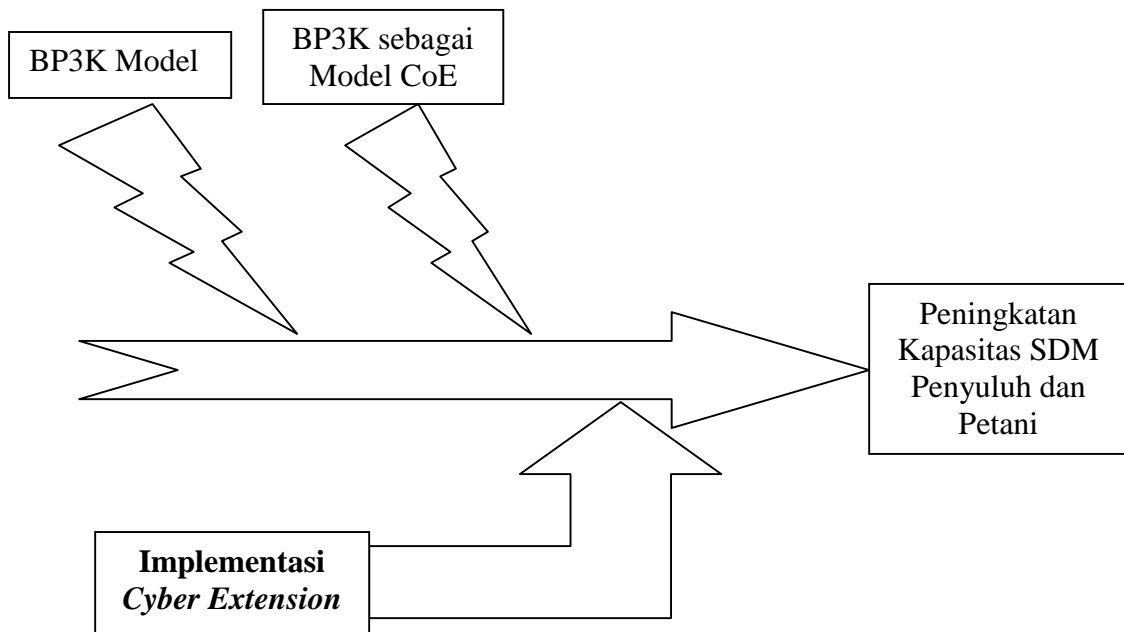 BP3K Model
BP3K sebagai
Model CoE
Peningkatan
Kapasitas SDM
Penyuluh dan
Petani
Implementasi
Cyber Extension